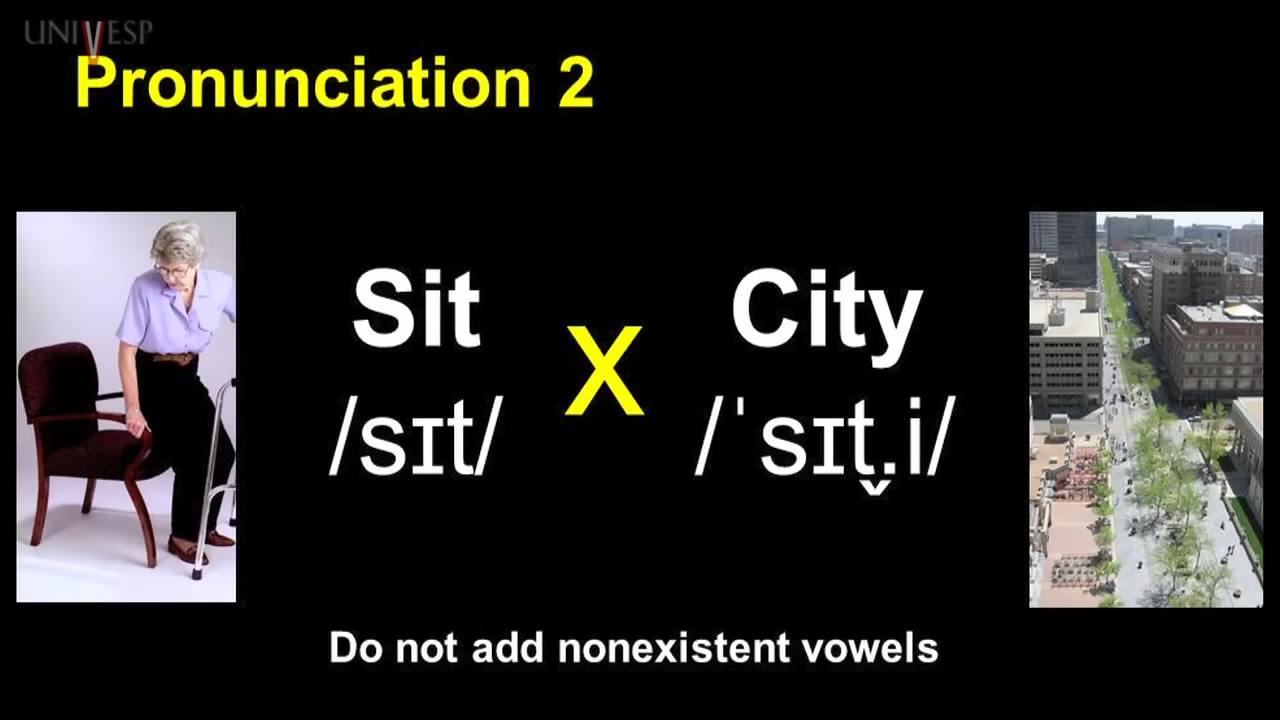 UNIVESP
Pronunciation 2
Sit
/sɪt/
X
City
/ˈsɪt̬.i/
Do not add nonexistent vowels